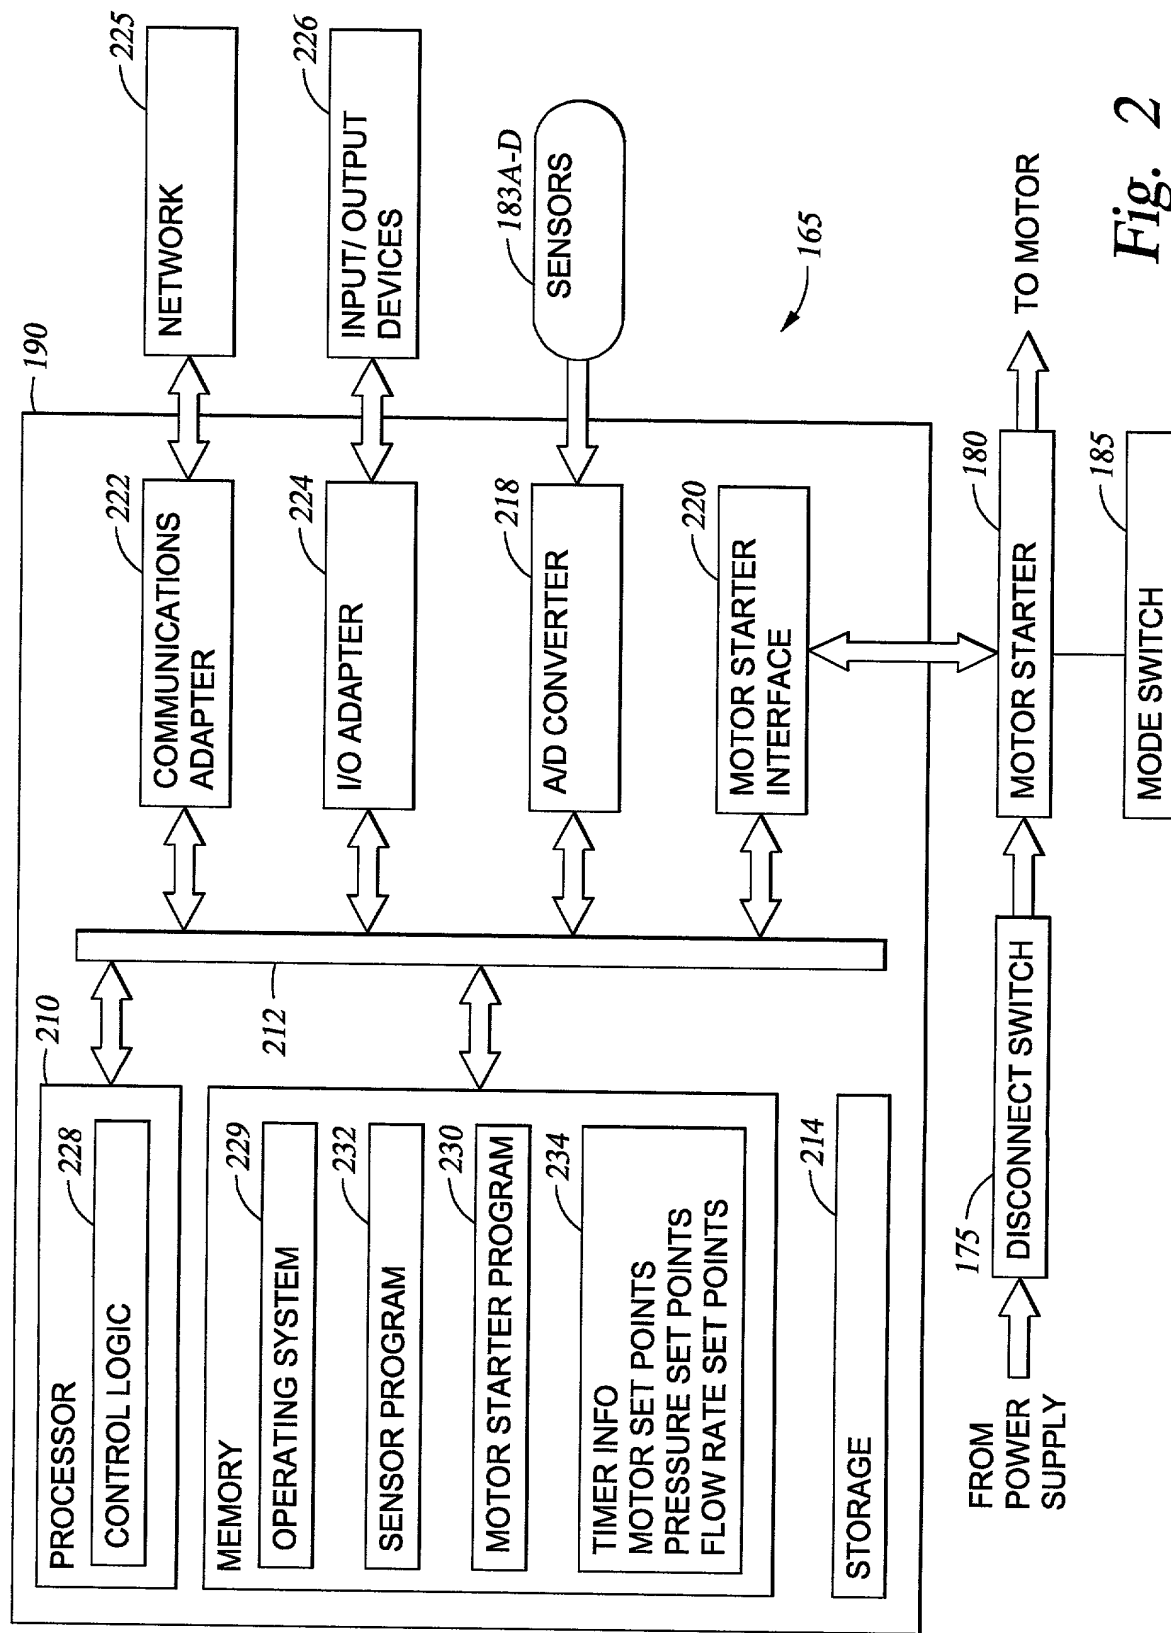 190
PROCESSOR
210
CONTROL LOGIC
228
MEMORY
OPERATING SYSTEM
229
SENSOR PROGRAM
232
MOTOR STARTER PROGRAM
230
TIMER INFO
MOTOR SET POINTS
PRESSURE SET POINTS
FLOW RATE SET POINTS
234
STORAGE
214
212
COMMUNICATIONS
ADAPTER
222
I/O ADAPTER
224
A/D CONVERTER
218
MOTOR STARTER
INTERFACE
220
NETWORK
225
INPUT/ OUTPUT
DEVICES
226
SENSORS
183A-D
165
FROM
POWER
SUPPLY
175
DISCONNECT SWITCH
MOTOR STARTER
180
TO MOTOR
MODE SWITCH
185
Fig. 2